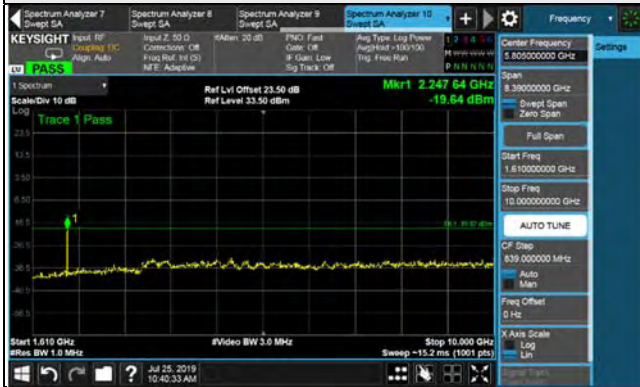 Spectrum Analyzer 7
Swept SA
Spectrum Analyzer 8
Swept SA
Spectrum Analyzer 9
Swept SA
Spectrum Analyzer 10
Swept SA
Frequency
KEYSIGHT
Input: RF
Coupling: DC
Align: Auto
Input Z: 50 Ω
Corrections: Off
Freq Ref: Int (S)
NFE: Adaptive
#Atten: 20 dB
PNO: Fast
Gate: Off
IF Gain: Low
Sig Track: Off
Avg Type: Log-Power
Avg|Hold:>100/100
Trig: Free Run
LU PASS
1 Spectrum
Scale/Div 10 dB
Log
Ref Lvl Offset 23.50 dB
Ref Level 33.50 dBm
Mkr1 2.247 64 GHz
-19.64 dBm
Trace 1 Pass
23.5
13.5
3.50
-6.50
-16.5
-26.5
-36.5
-46.5
-56.5
1
Start 1.610 GHz
#Res BW 1.0 MHz
#Video BW 3.0 MHz
Stop 10.000 GHz
Sweep ~15.2 ms (1001 pts)
Jul 25, 2019
10:40:33 AM
Center Frequency
5.805000000 GHz
Span
8.39000000 GHz
Swept Span
Zero Span
Full Span
Start Freq
1.610000000 GHz
Stop Freq
10.000000000 GHz
AUTO TUNE
CF Step
839.000000 MHz
Auto
Man
Freq Offset
0 Hz
X Axis Scale
Log
Lin
Settings